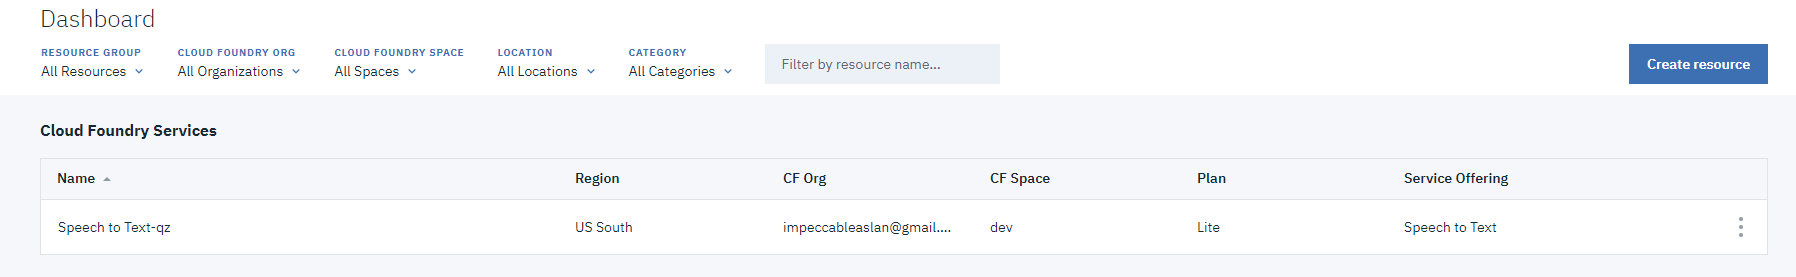 Dashboard
RESOURCE GROUP CLOUD FOUNDRY ORG CLOUD FOUNDRY SPACE LOCATION CATEGORY
All Resources All Organizations All Spaces All Locations All Categories Filter by resource name... Create resource
Cloud Foundry Services
Name Region CF Org CF Space Plan Service Offering
Speech to Text-qz US South impeccableaslan@gmail.... dev Lite Speech to Text